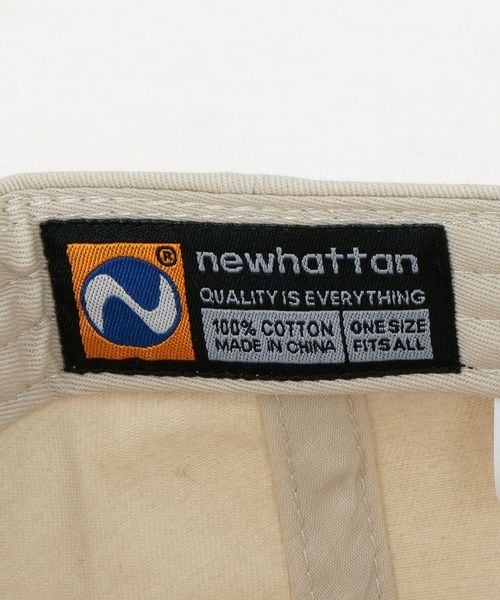 ®
newhattan
QUALITY IS EVERYTHING
100% COTTON
MADE IN CHINA
ONE SIZE
FITS ALL